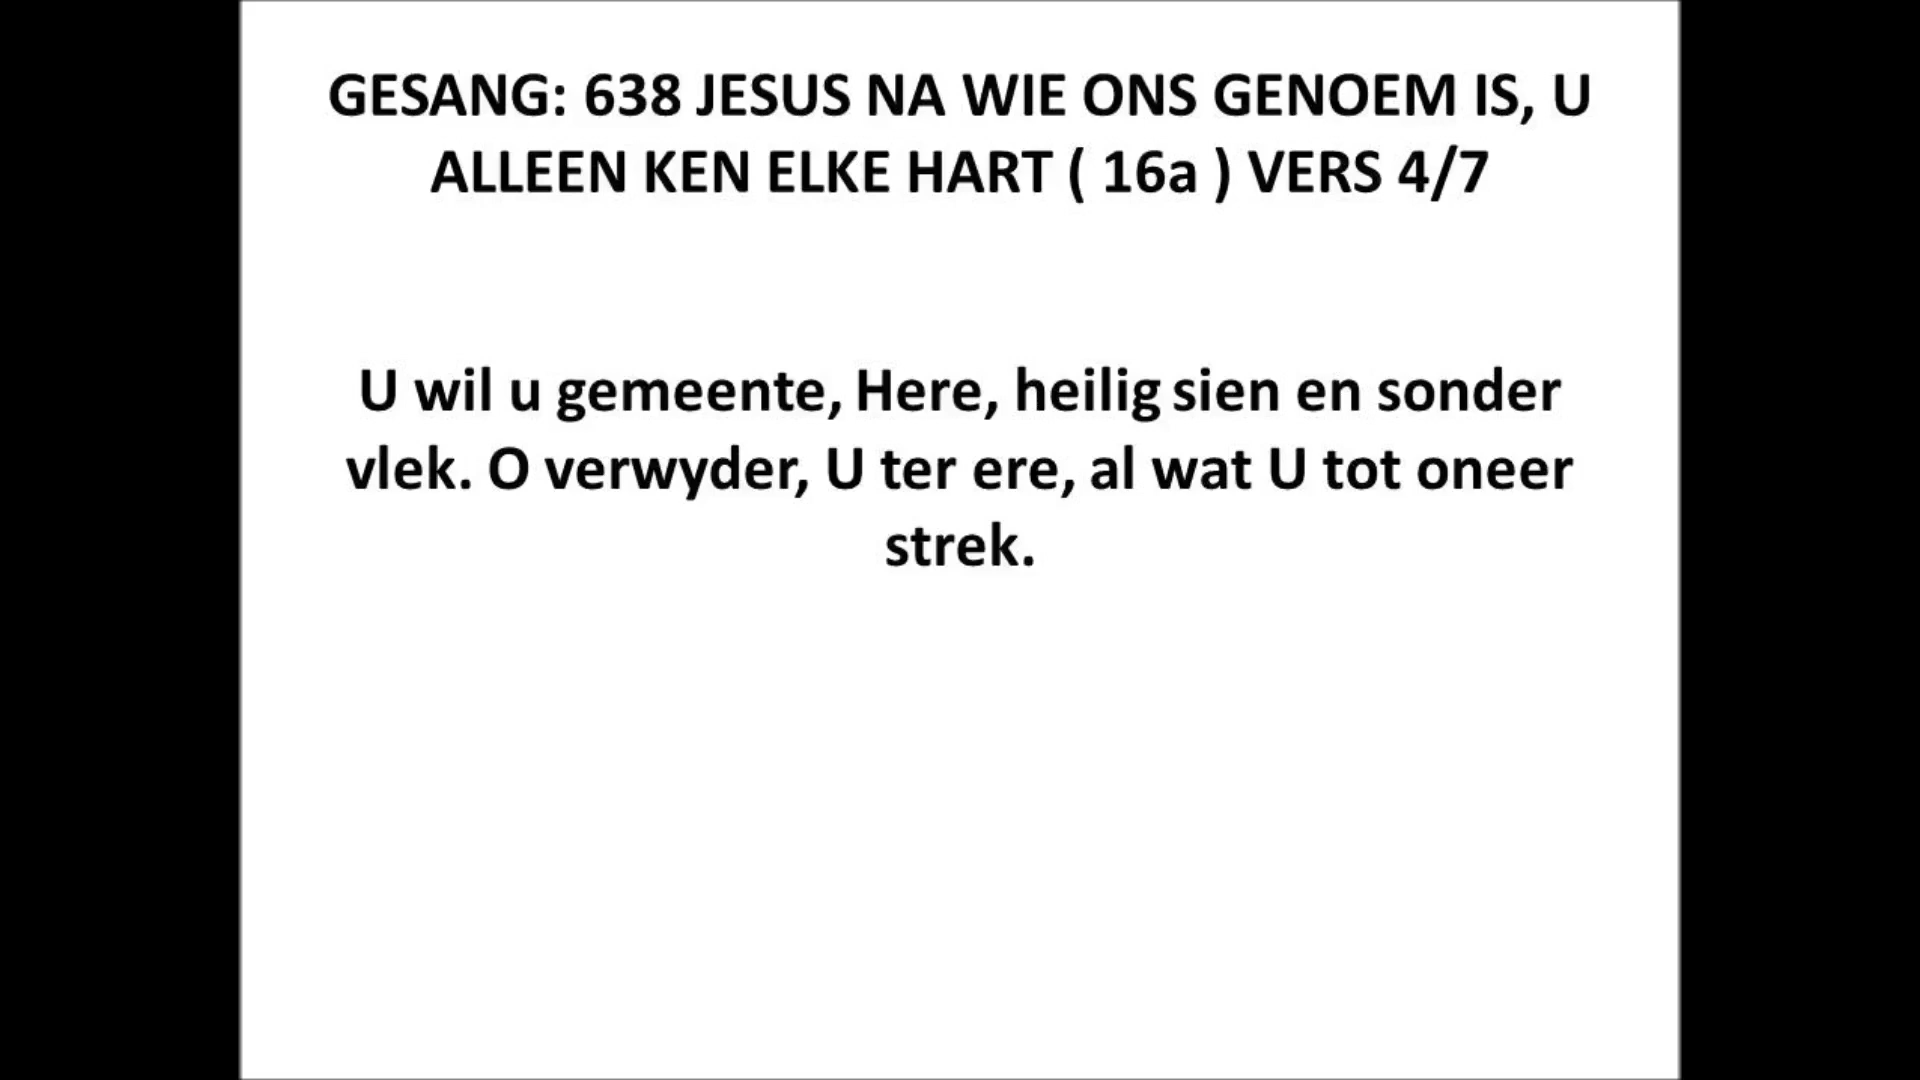 GESANG: 638 JESUS NA WIE ONS GENOEM IS, U
ALLEEN KEN ELKE HART ( 16a ) VERS 4/7
U wil u gemeente, Here, heilig sien en sonder
vlek. O verwyder, U ter ere, al wat U tot oneer
strek.